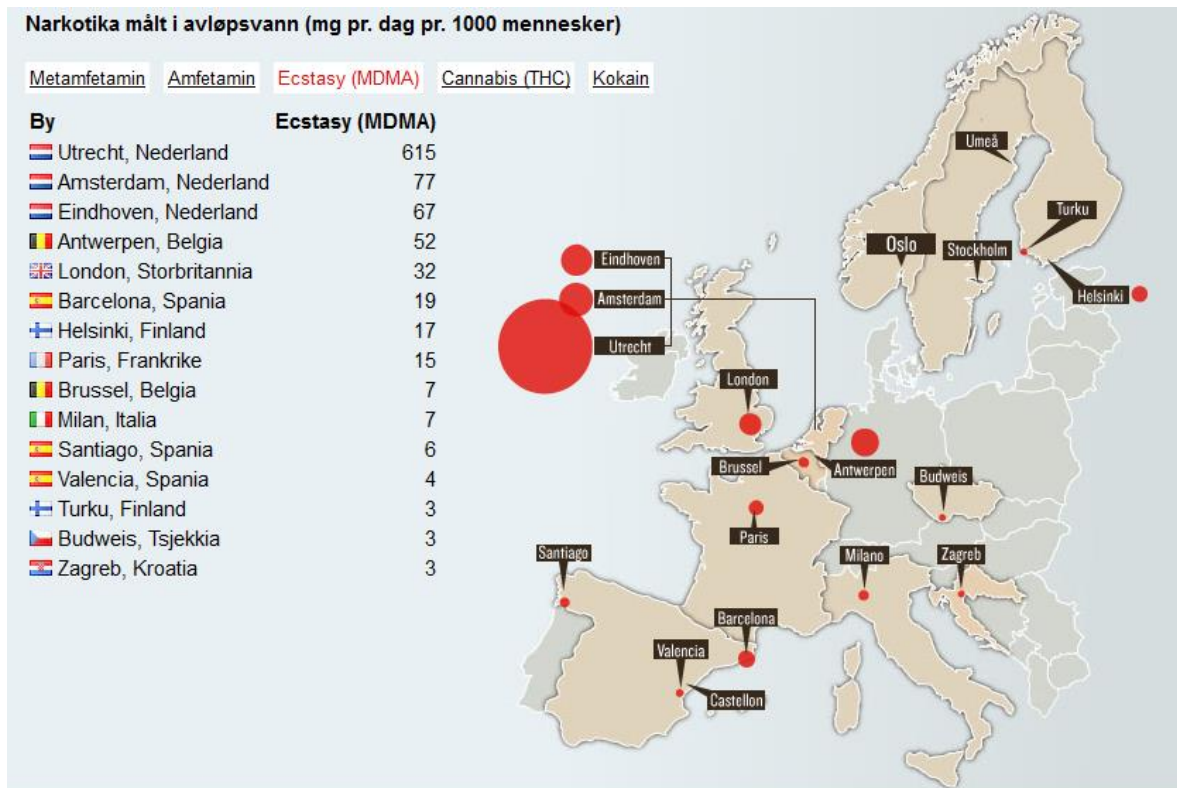 Narkotika målt i avløpsvann (mg pr. dag pr. 1000 mennesker)
Metamfetamin Amfetamin Ecstasy (MDMA) Cannabis (THC) Kokain
By Ecstasy (MDMA)
Utrecht, Nederland 615
Amsterdam, Nederland 77
Eindhoven, Nederland 67
Antwerpen, Belgia 52
London, Storbritannia 32
Barcelona, Spania 19
Helsinki, Finland 17
Paris, Frankrike 15
Brussel, Belgia 7
Milan, Italia 7
Santiago, Spania 6
Valencia, Spania 4
Turku, Finland 3
Budweis, Tsjekkia 3
Zagreb, Kroatia 3
Umeå
Turku
Oslo
Stockholm
Eindhoven
Helsinki
Amsterdam
Utrecht
London
Brussel
Antwerpen
Budweis
Paris
Santiago
Milano
Zagreb
Barcelona
Valencia
Castellon